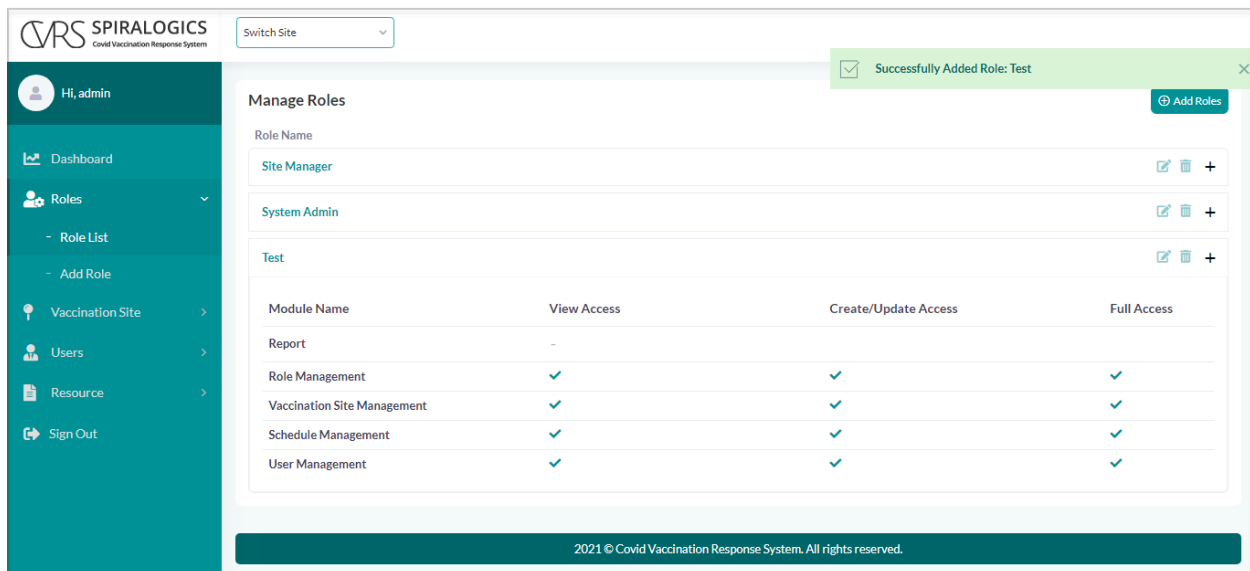 CVRS SPIRALOGICS
Covid Vaccination Response System
Switch Site
Successfully Added Role: Test
Hi, admin
Manage Roles
Add Roles
Role Name
Dashboard
Site Manager
Roles
System Admin
- Role List
Test
- Add Role
Vaccination Site
Users
Resource
Sign Out
Module Name View Access Create/Update Access Full Access
Report -
Role Management
Vaccination Site Management
Schedule Management
User Management
2021 © Covid Vaccination Response System. All rights reserved.